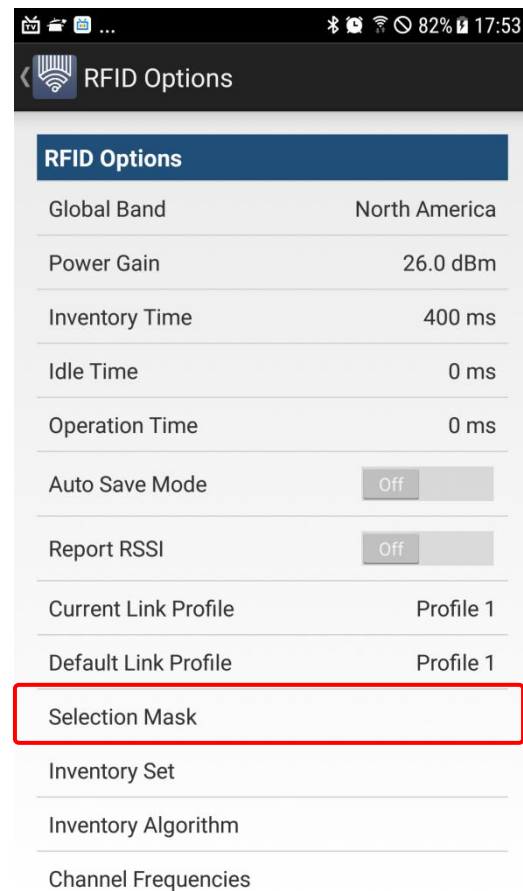 ... 82% 17:53
RFID Options
RFID Options
Global Band North America
Power Gain 26.0 dBm
Inventory Time 400 ms
Idle Time 0 ms
Operation Time 0 ms
Auto Save Mode Off
Report RSSI Off
Current Link Profile Profile 1
Default Link Profile Profile 1
Selection Mask
Inventory Set
Inventory Algorithm
Channel Frequencies